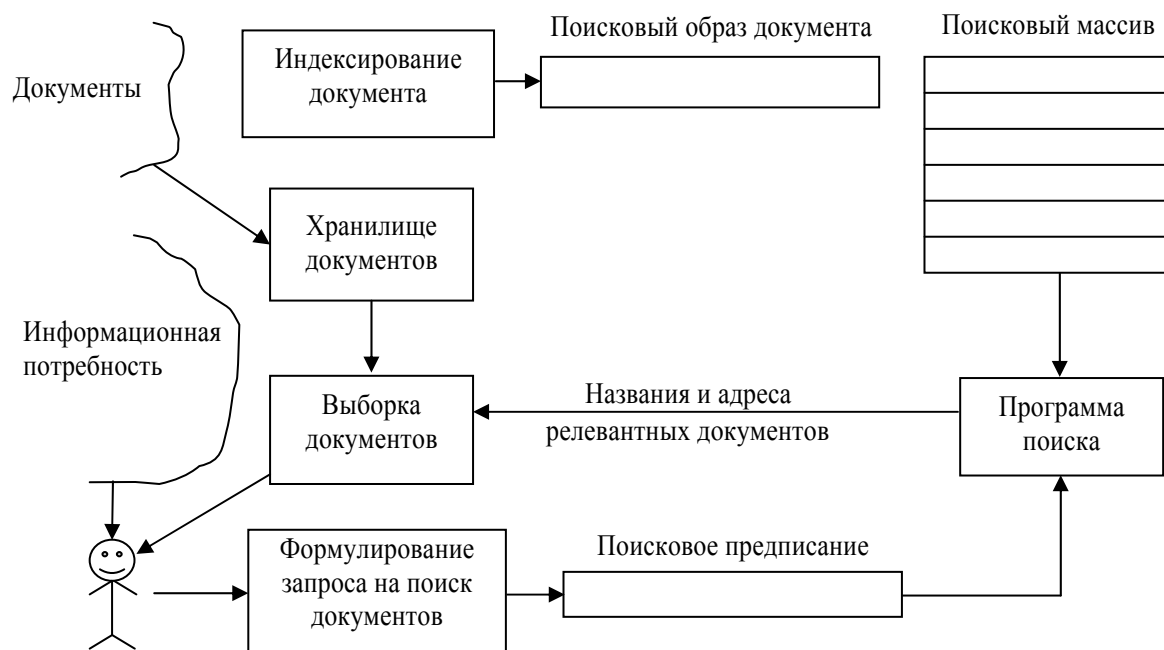 Поисковый образ документа
Поисковый массив
Индексирование
документа
Документы
Хранилище
документов
Информационная
потребность
Выборка
документов
Названия и адреса
релевантных документов
Программа
поиска
Формулирование
запроса на поиск
документов
Поисковое предписание